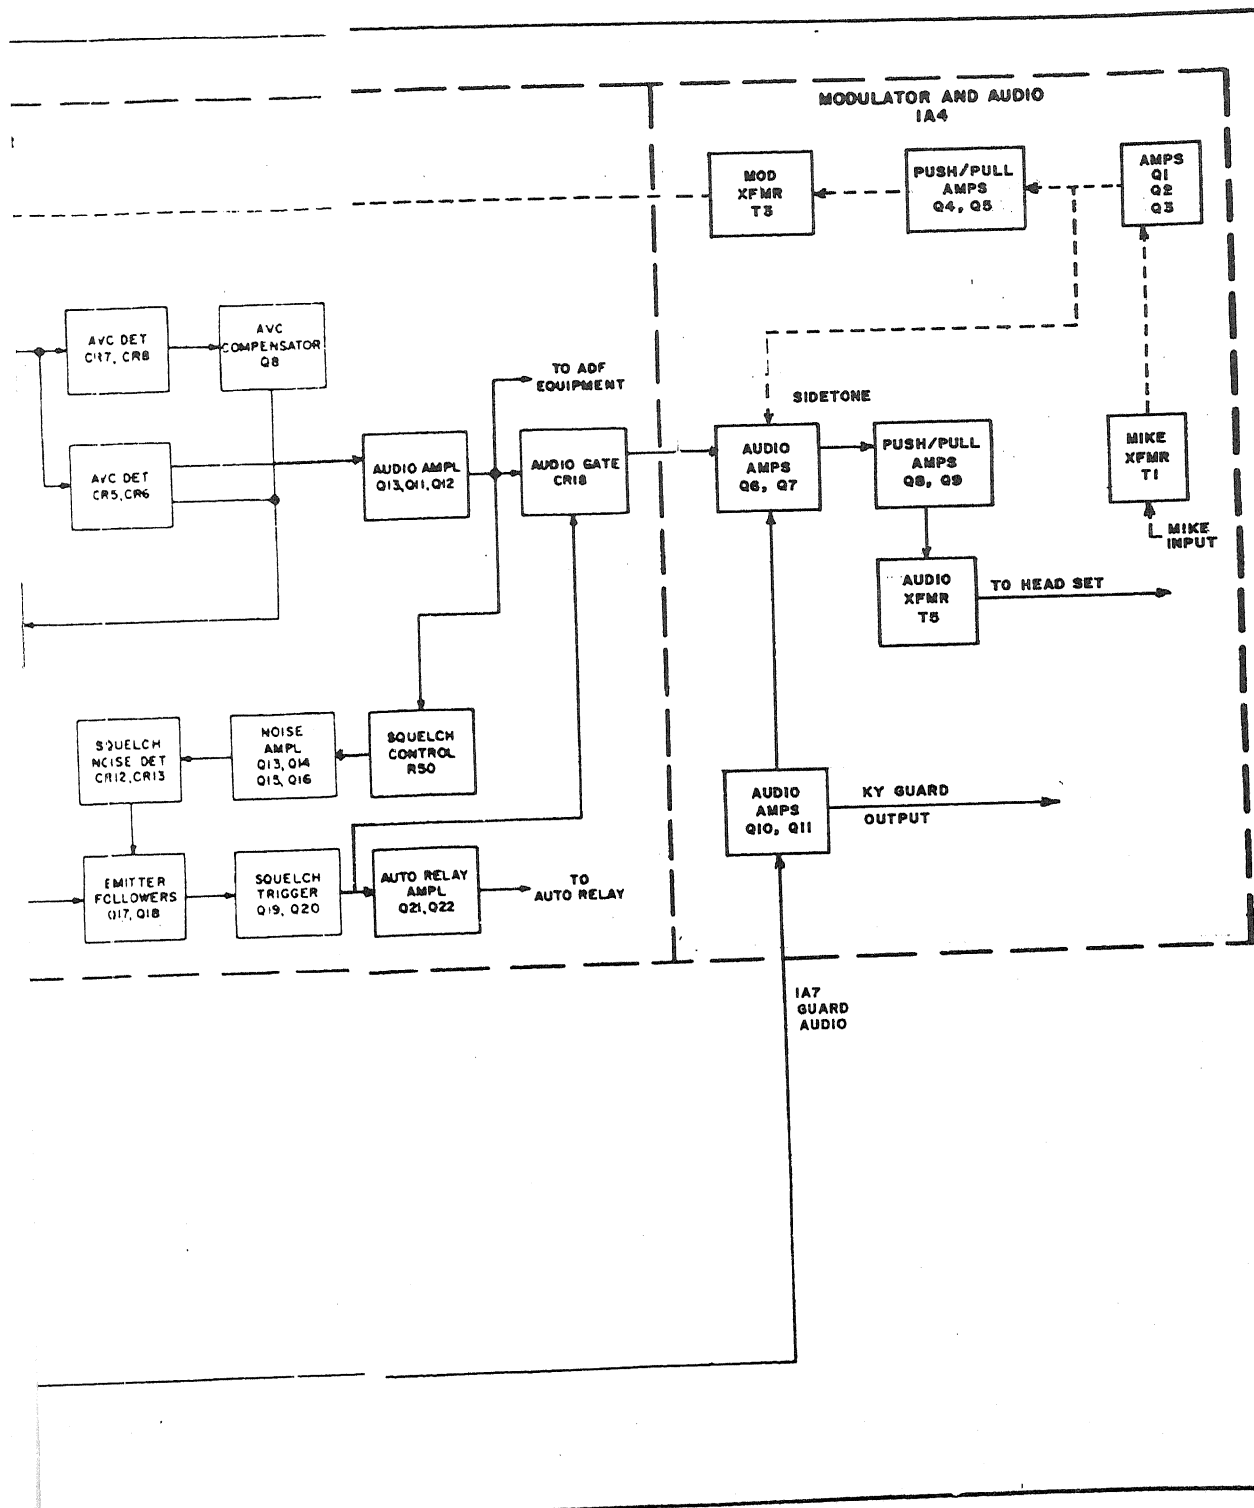 MODULATOR AND AUDIO
1A4
MOD
XFMR
T3
PUSH/PULL
AMPS
Q4, Q5
AMPS
Q1
Q2
Q3
AVC DET
CR7, CR8
AVC
COMPENSATOR
Q8
TO ADF
EQUIPMENT
SIDETONE
AVC DET
CR5, CR6
AUDIO AMPL
Q13, Q11, Q12
AUDIO GATE
CR18
AUDIO
AMPS
Q6, Q7
PUSH/PULL
AMPS
Q8, Q9
MIKE
XFMR
T1
MIKE
INPUT
AUDIO
XFMR
T5
TO HEAD SET
SQUELCH
NOISE DET
CR12, CR13
NOISE
AMPL
Q13, Q14
Q15, Q16
SQUELCH
CONTROL
R50
AUDIO
AMPS
Q10, Q11
KY GUARD
OUTPUT
EMITTER
FOLLOWERS
Q17, Q18
SQUELCH
TRIGGER
Q19, Q20
AUTO RELAY
AMPL
Q21, Q22
TO
AUTO RELAY
1A7
GUARD
AUDIO